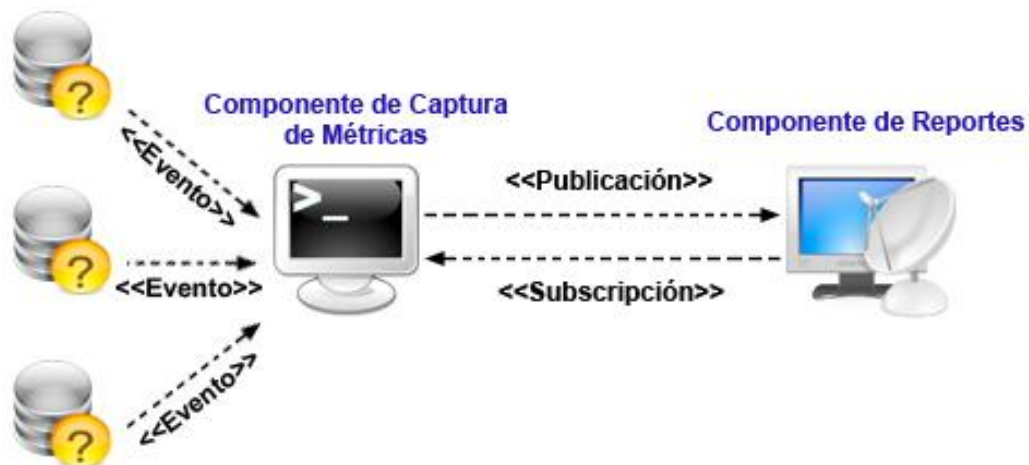 Componente de Captura
de Métricas
Componente de Reportes
<<Evento>>
<<Publicación>>
>_
<<Evento>>
<<Subscripción>>
<<Evento>>
?
?
?